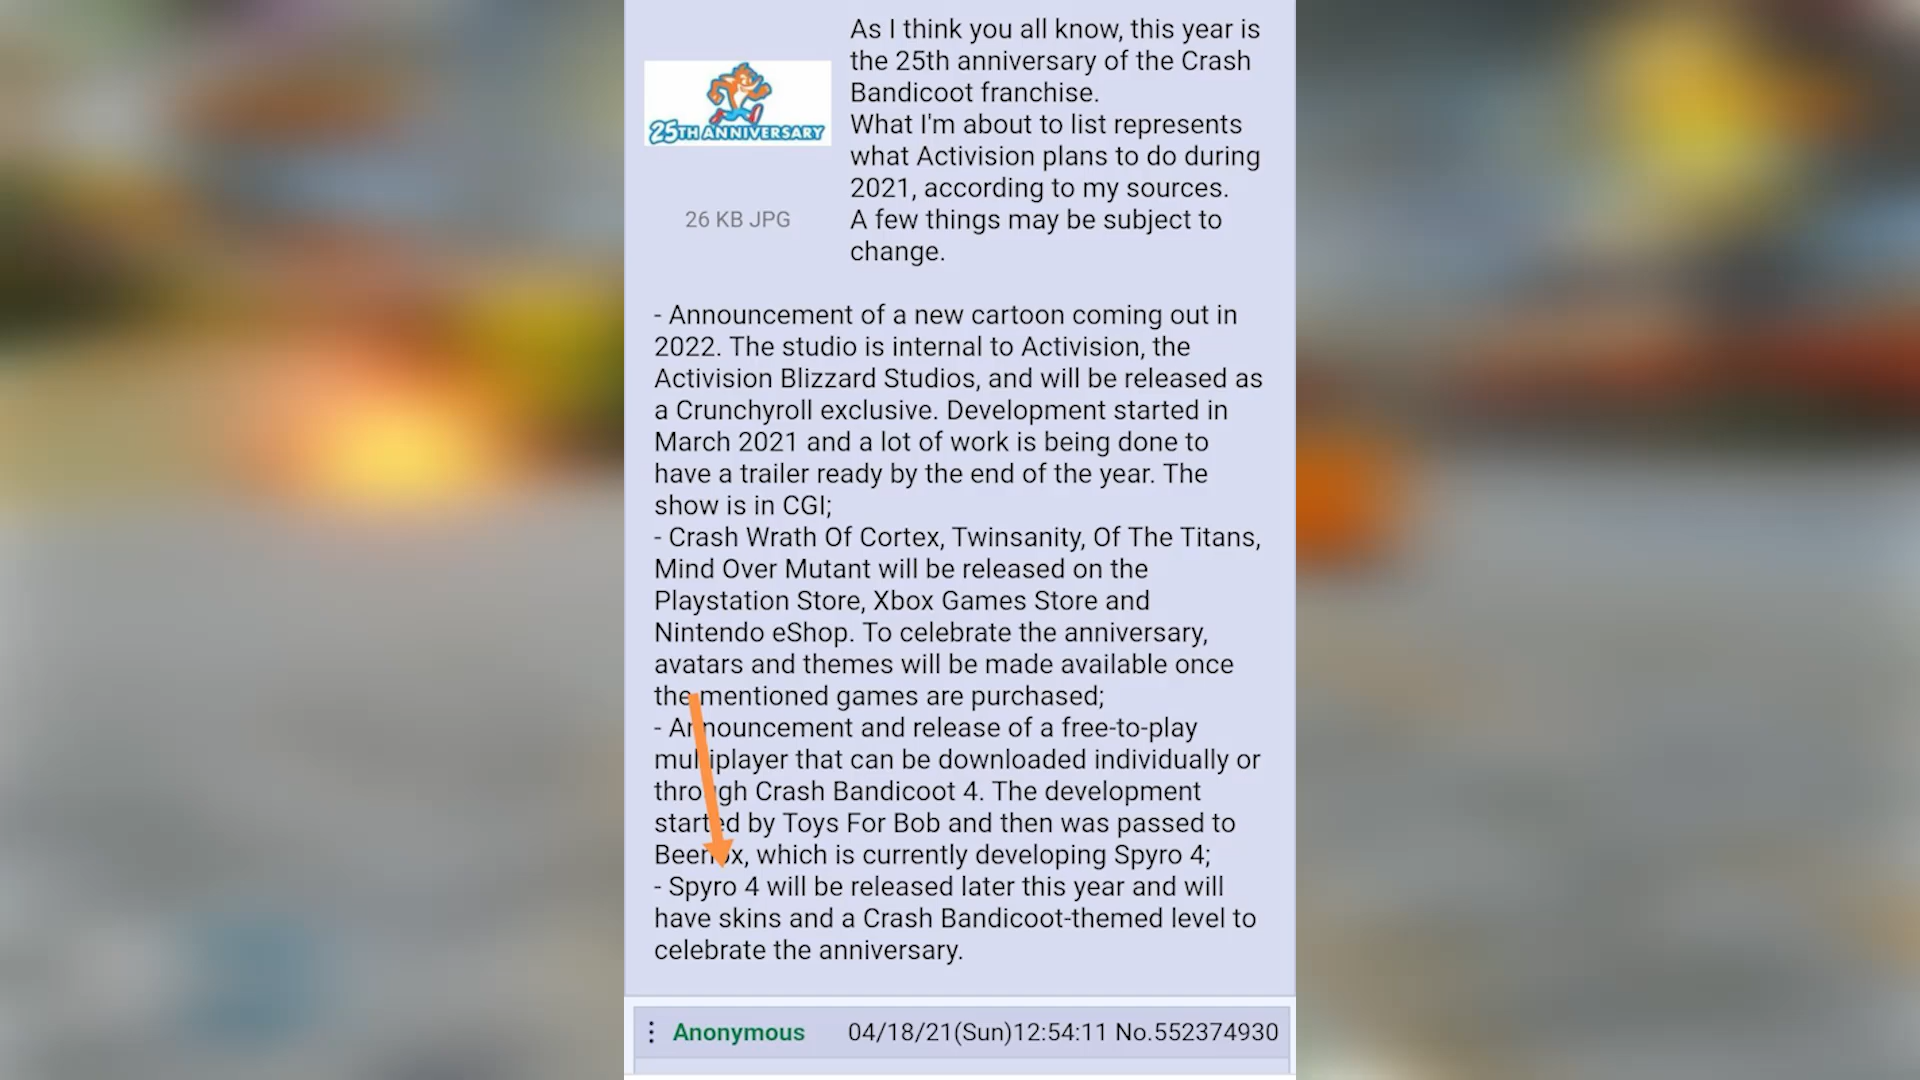 As I think you all know, this year is
the 25th anniversary of the Crash
Bandicoot franchise.
What I'm about to list represents
what Activision plans to do during
2021, according to my sources.
A few things may be subject to
change.
25TH ANNIVERSARY
26 KB JPG
- Announcement of a new cartoon coming out in
2022. The studio is internal to Activision, the
Activision Blizzard Studios, and will be released as
a Crunchyroll exclusive. Development started in
March 2021 and a lot of work is being done to
have a trailer ready by the end of the year. The
show is in CGI;
- Crash Wrath Of Cortex, Twinsanity, Of The Titans,
Mind Over Mutant will be released on the
Playstation Store, Xbox Games Store and
Nintendo eShop. To celebrate the anniversary,
avatars and themes will be made available once
the mentioned games are purchased;
- Announcement and release of a free-to-play
multiplayer that can be downloaded individually or
through Crash Bandicoot 4. The development
started by Toys For Bob and then was passed to
Beenox, which is currently developing Spyro 4;
- Spyro 4 will be released later this year and will
have skins and a Crash Bandicoot-themed level to
celebrate the anniversary.
Anonymous 04/18/21(Sun)12:54:11 No.552374930